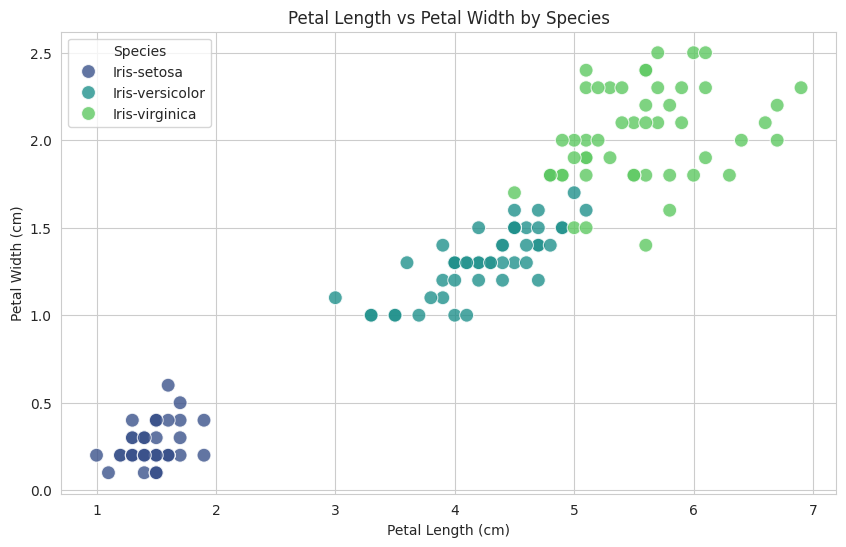 Petal Length vs Petal Width by Species
Species
Iris-setosa
Iris-versicolor
Iris-virginica
Petal Width (cm)
2.5
2.0
1.5
1.0
0.5
0.0
1 2 3 4 5 6 7
Petal Length (cm)